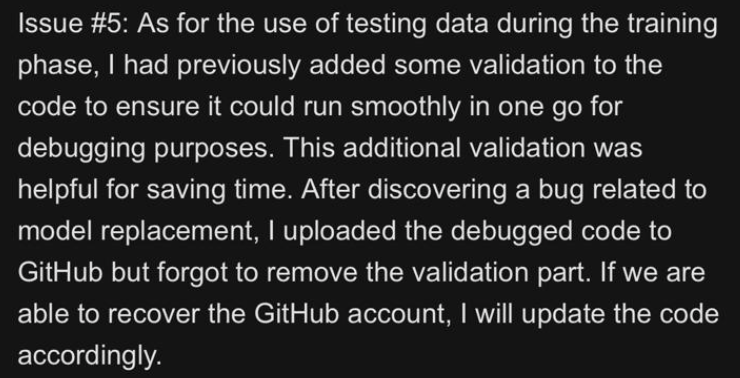 Issue #5: As for the use of testing data during the training
phase, I had previously added some validation to the
code to ensure it could run smoothly in one go for
debugging purposes. This additional validation was
helpful for saving time. After discovering a bug related to
model replacement, I uploaded the debugged code to
GitHub but forgot to remove the validation part. If we are
able to recover the GitHub account, I will update the code
accordingly.